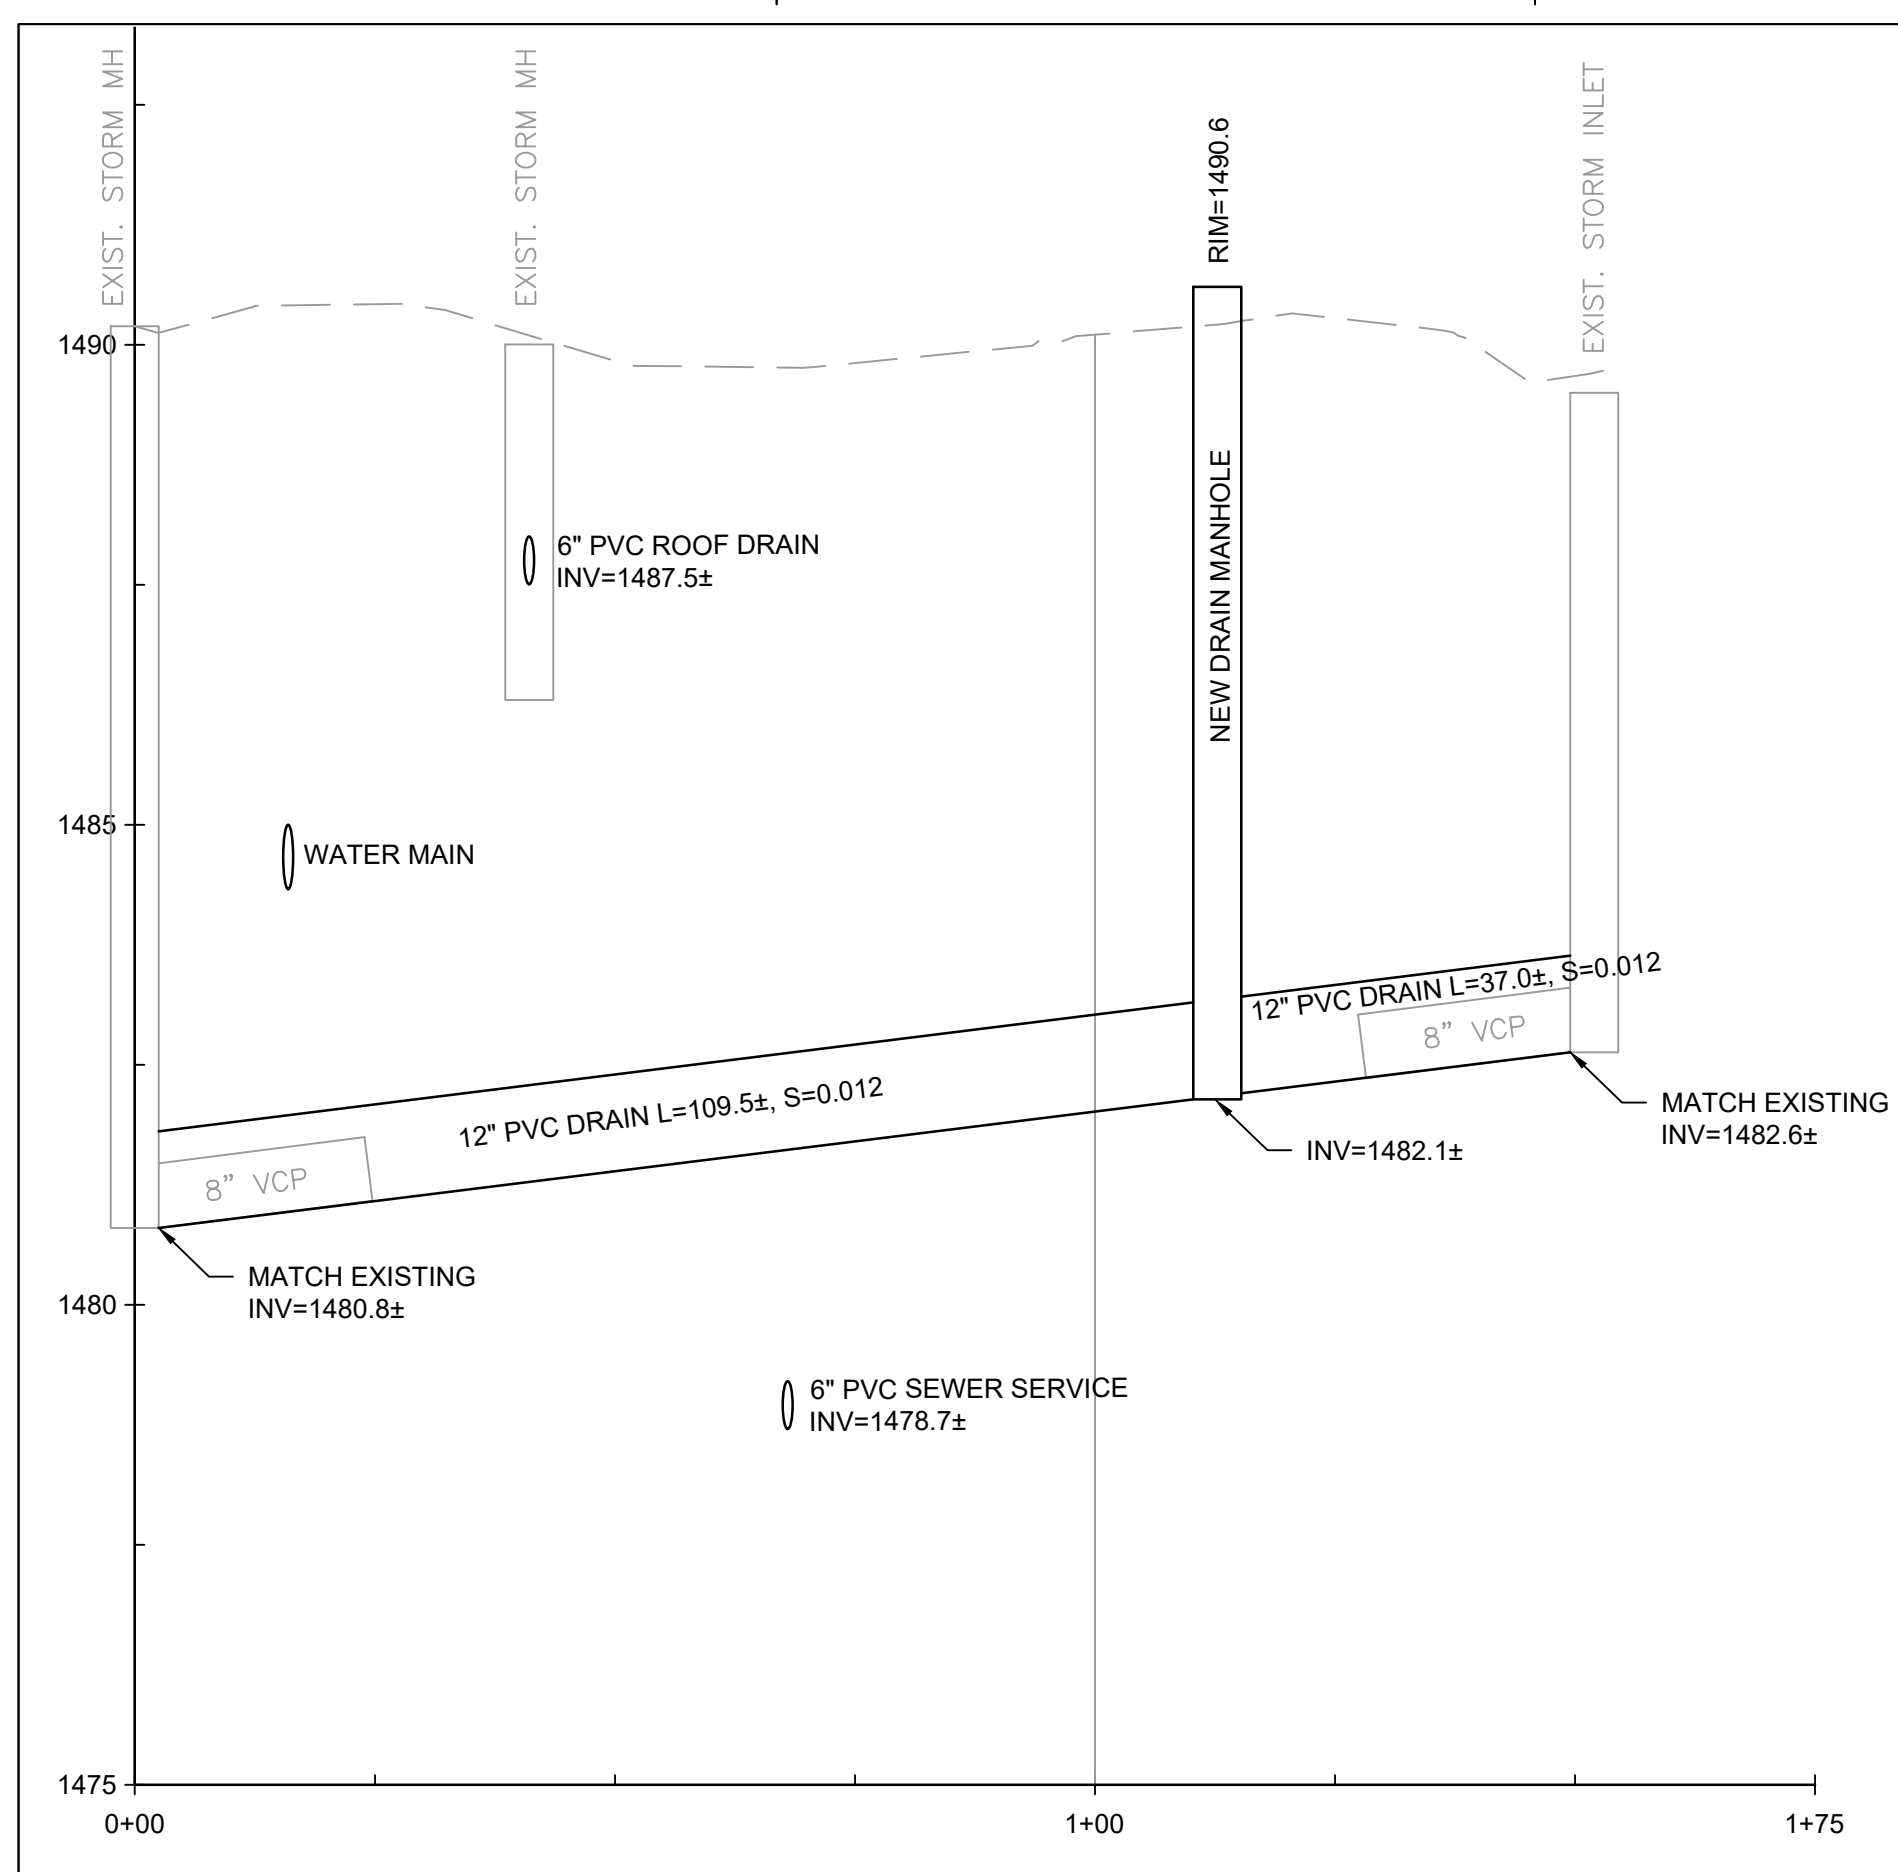 EXIST. STORM MH
EXIST. STORM MH
RIM=1490.6
EXIST. STORM INLET
1490
6" PVC ROOF DRAIN
INV=1487.5±
NEW DRAIN MANHOLE
1485
WATER MAIN
12" PVC DRAIN L=37.0±, S=0.012
8" VCP
12" PVC DRAIN L=109.5±, S=0.012
MATCH EXISTING
INV=1482.6±
INV=1482.1±
8" VCP
MATCH EXISTING
INV=1480.8±
1480
6" PVC SEWER SERVICE
INV=1478.7±
1475
0+00
1+00
1+75